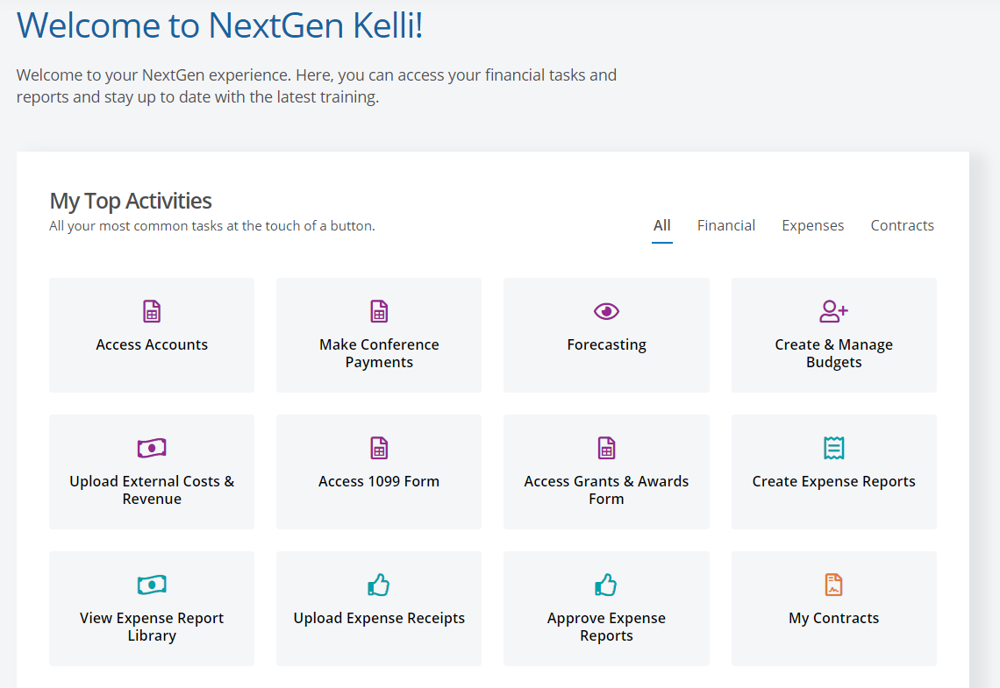 Welcome to NextGen Kelli!
Welcome to your NextGen experience. Here, you can access your financial tasks and
reports and stay up to date with the latest training.
My Top Activities
All your most common tasks at the touch of a button.
All
Financial
Expenses
Contracts
Access Accounts
Make Conference
Payments
Forecasting
Create & Manage
Budgets
Upload External Costs &
Revenue
Access 1099 Form
Access Grants & Awards
Form
Create Expense Reports
View Expense Report
Library
Upload Expense Receipts
Approve Expense
Reports
My Contracts